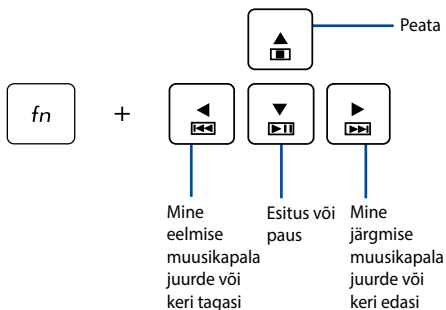 Peata
fn
+
Mine
eelmise
muusikapala
juurde või
keri tagasi
Esitus või
paus
Mine
järgmise
muusikapala
juurde või
keri edasi